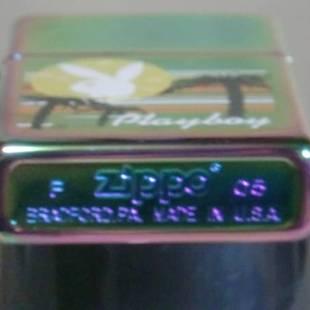 Playboy
F zippo® 06
BRADFORD, PA. MADE IN U.S.A.